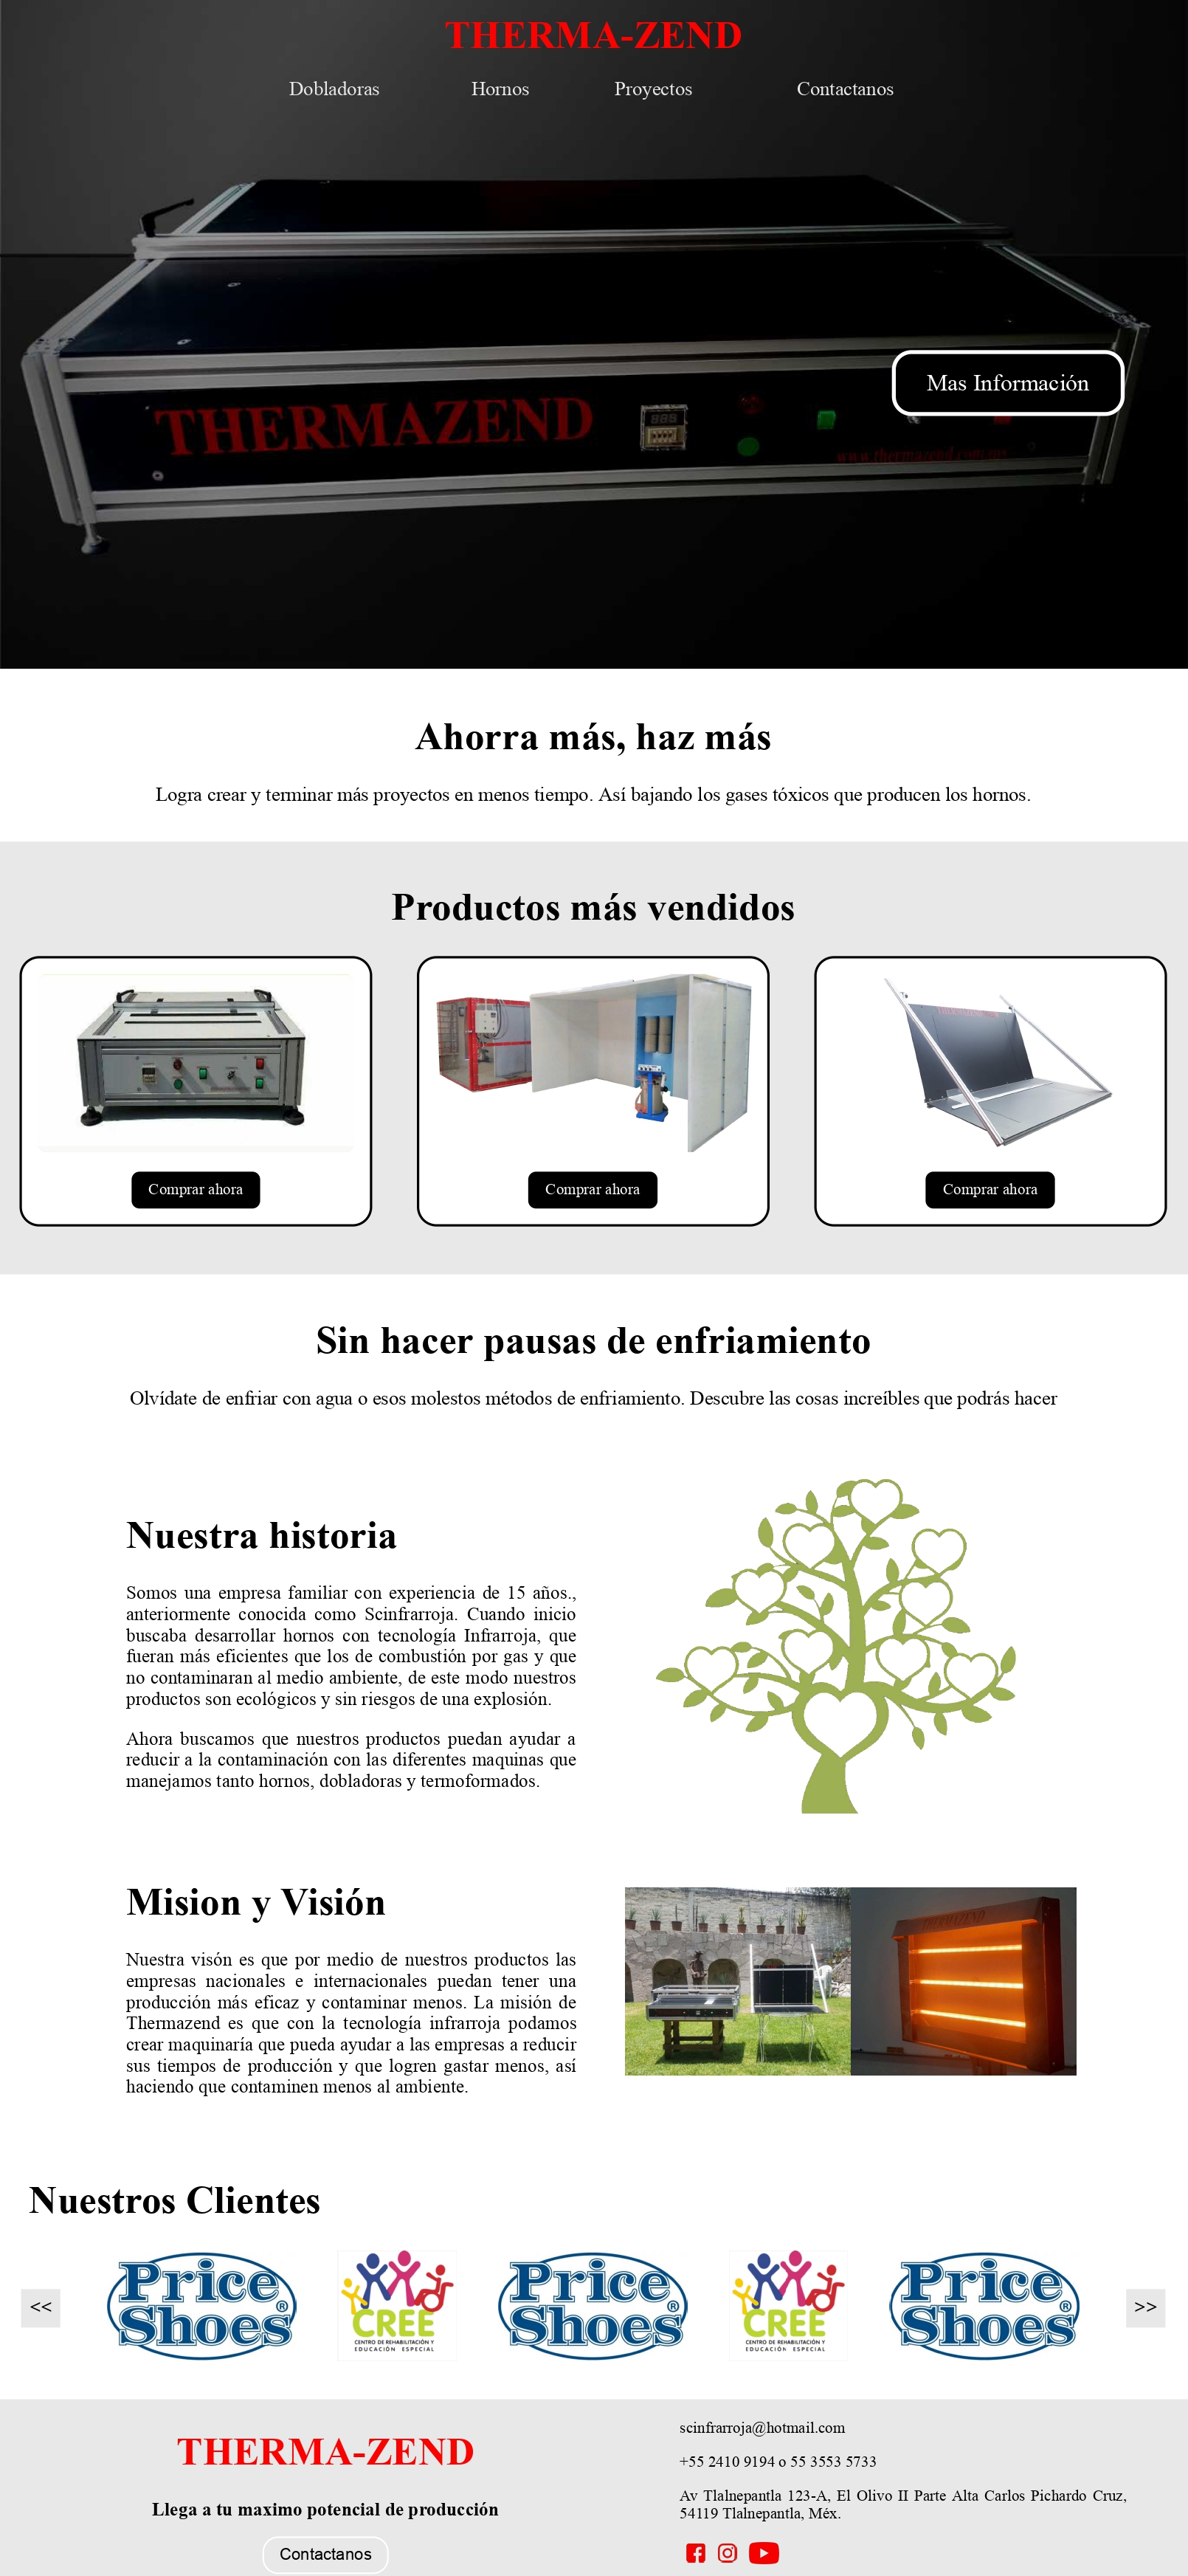 THERMA-ZEND
Dobladoras Hornos Proyectos Contactanos
Mas Información
THERMAZEND
www.thermazend.com.mx
Ahorra más, haz más
Logra crear y terminar más proyectos en menos tiempo. Así bajando los gases tóxicos que producen los hornos.
Productos más vendidos
THERMAZEND
Comprar ahora Comprar ahora Comprar ahora
Sin hacer pausas de enfriamiento
Olvídate de enfriar con agua o esos molestos métodos de enfriamiento. Descubre las cosas increíbles que podrás hacer
Nuestra historia
Somos una empresa familiar con experiencia de 15 años.,
anteriormente conocida como Scinfrarroja. Cuando inicio
buscaba desarrollar hornos con tecnología Infrarroja, que
fueran más eficientes que los de combustión por gas y que
no contaminaran al medio ambiente, de este modo nuestros
productos son ecológicos y sin riesgos de una explosión.
Ahora buscamos que nuestros productos puedan ayudar a
reducir a la contaminación con las diferentes maquinas que
manejamos tanto hornos, dobladoras y termoformados.
Mision y Visión
Nuestra visón es que por medio de nuestros productos las
empresas nacionales e internacionales puedan tener una
producción más eficaz y contaminar menos. La misión de
Thermazend es que con la tecnología infrarroja podamos
crear maquinaría que pueda ayudar a las empresas a reducir
sus tiempos de producción y que logren gastar menos, así
haciendo que contaminen menos al ambiente.
THERMAZEND
Nuestros Clientes
<<
Price
Shoes®
CREE
CENTRO DE REHABILITACIÓN Y
EDUCACIÓN ESPECIAL
Price
Shoes®
CREE
CENTRO DE REHABILITACIÓN Y
EDUCACIÓN ESPECIAL
Price
Shoes®
>>
THERMA-ZEND
Llega a tu maximo potencial de producción
Contactanos
scinfrarroja@hotmail.com
+55 2410 9194 o 55 3553 5733
Av Tlalnepantla 123-A, El Olivo II Parte Alta Carlos Pichardo Cruz,
54119 Tlalnepantla, Méx.